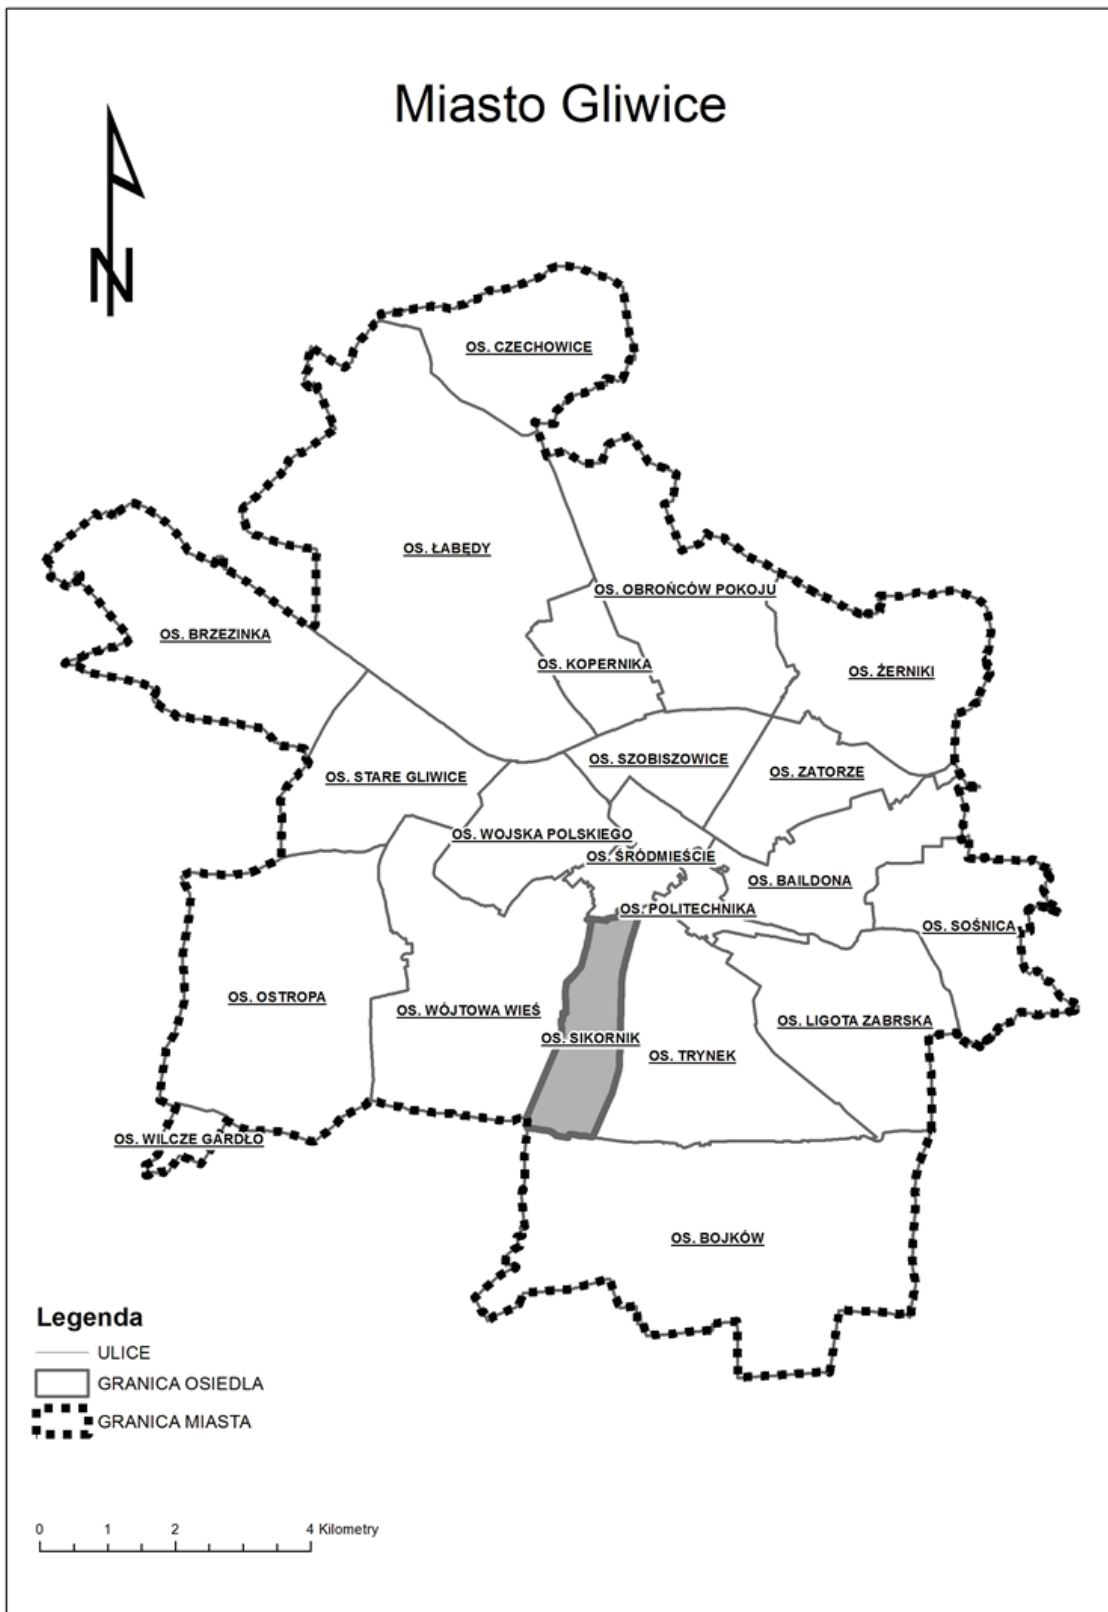 Miasto Gliwice
N
OS. CZECHOWICE
OS. ŁABĘDY
OS. OBROŃCÓW POKOJU
OS. BRZEZINKA
OS. KOPERNIKA
OS. ŻERNIKI
OS. SZOBISZOWICE
OS. ZATORZE
OS. STARE GLIWICE
OS. WOJSKA POLSKIEGO
OS. ŚRÓDMIEŚCIE
OS. BAILDONA
OS. POLITECHNIKA
OS. SOŚNICA
OS. OSTROPA
OS. WÓJTOWA WIEŚ
OS. LIGOTA ZABRSKA
OS. SIKORNIK
OS. TRYNEK
OS. WILCZE GARDŁO
OS. BOJKÓW
Legenda
ULICE
GRANICA OSIEDLA
GRANICA MIASTA
0 1 2 4 Kilometry